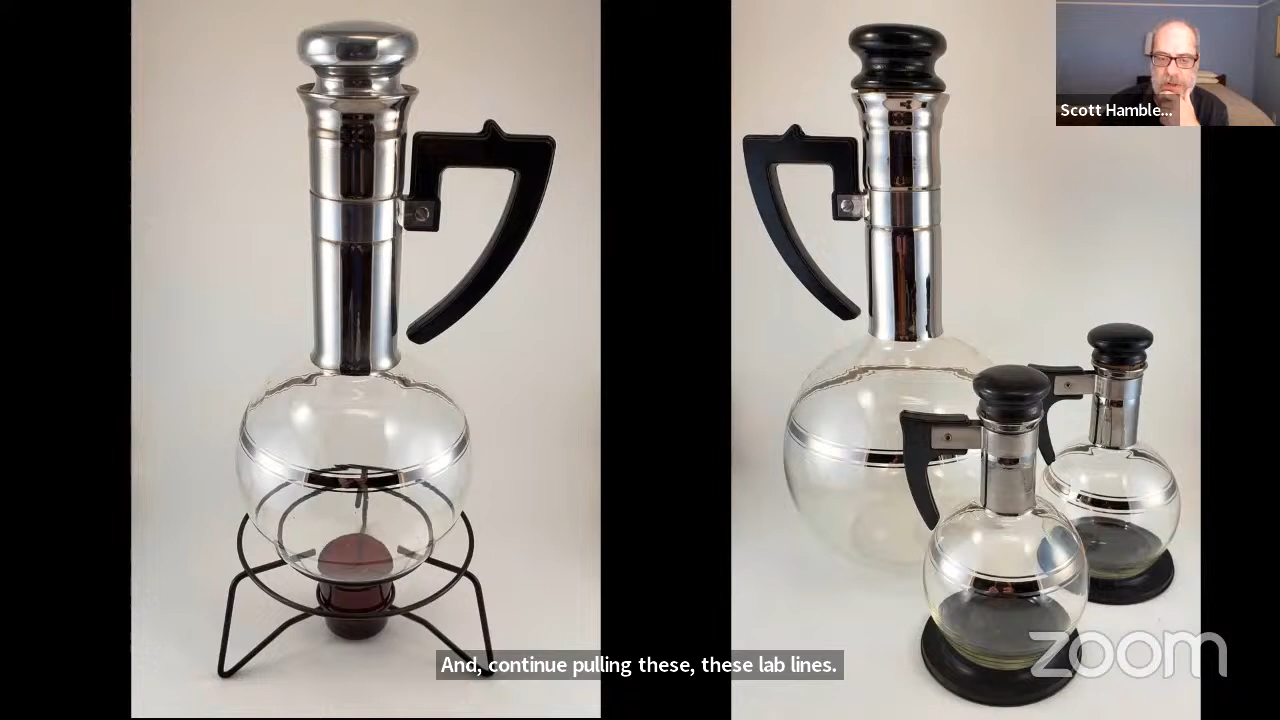 Scott Hamble...
And, continue pulling these, these lab lines.
zoom